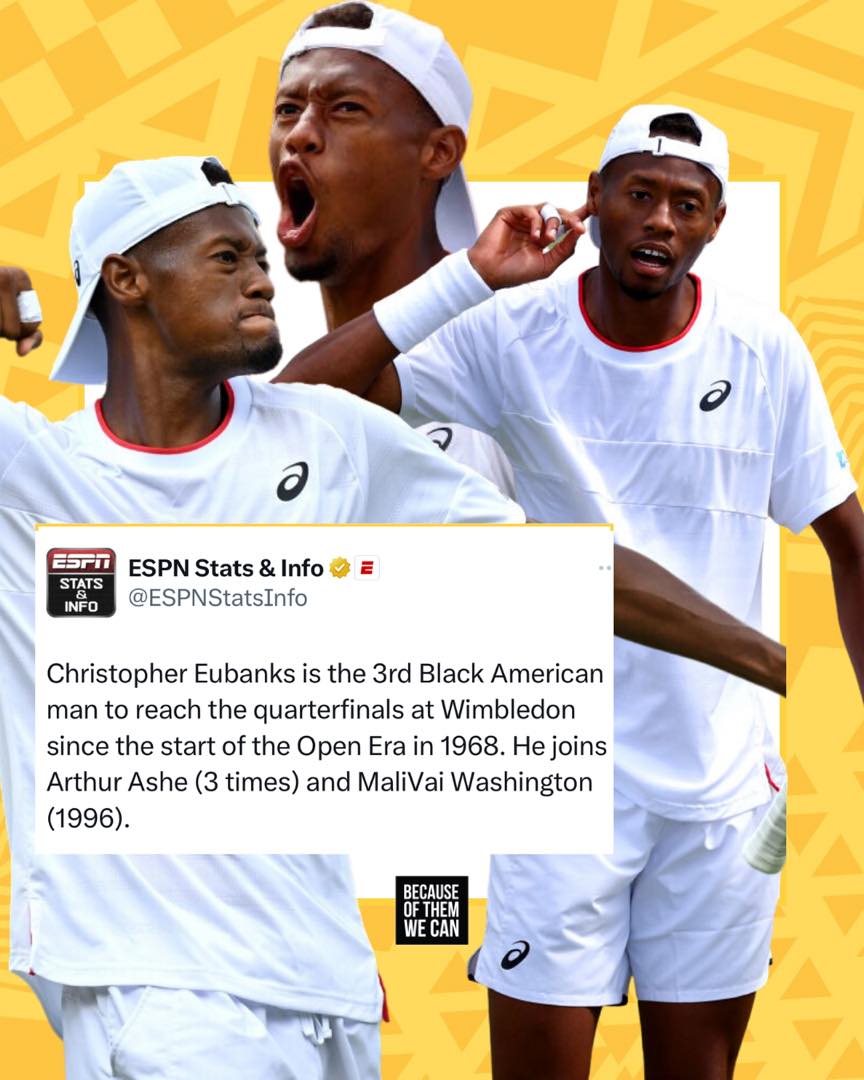 ESPN
STATS
&
INFO
ESPN Stats & Info
@ESPNStatsInfo
Christopher Eubanks is the 3rd Black American
man to reach the quarterfinals at Wimbledon
since the start of the Open Era in 1968. He joins
Arthur Ashe (3 times) and MaliVai Washington
(1996).
BECAUSE
OF THEM
WE CAN